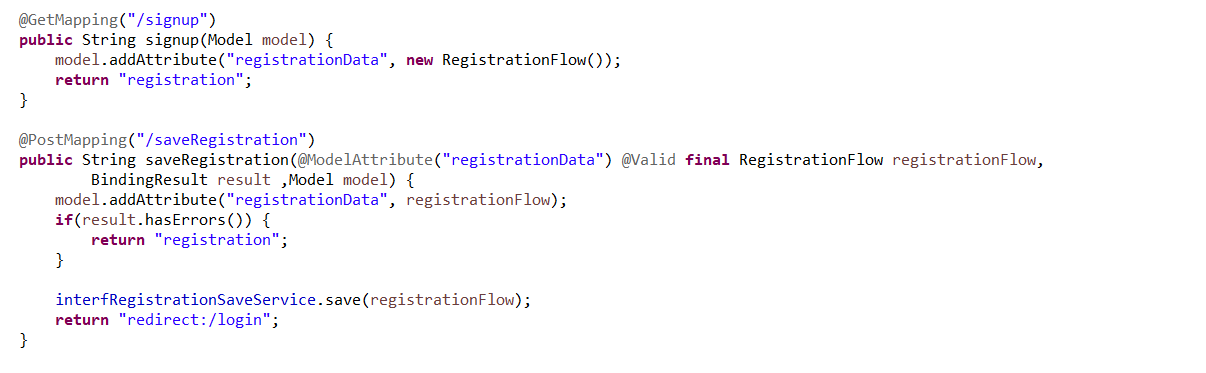 @GetMapping("/signup")
public String signup(Model model) {
    model.addAttribute("registrationData", new RegistrationFlow());
    return "registration";
}

@PostMapping("/saveRegistration")
public String saveRegistration(@ModelAttribute("registrationData") @Valid final RegistrationFlow registrationFlow,
        BindingResult result ,Model model) {
    model.addAttribute("registrationData", registrationFlow);
    if(result.hasErrors()) {
        return "registration";
    }

    interfRegistrationSaveService.save(registrationFlow);
    return "redirect:/login";
}